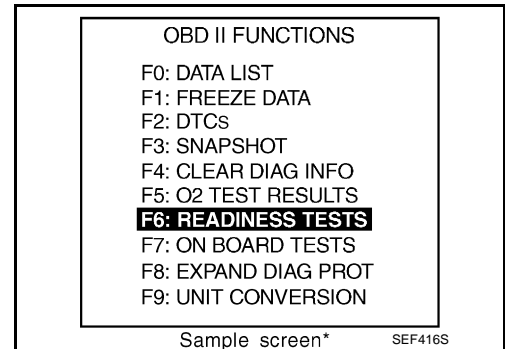 OBD II FUNCTIONS
F0: DATA LIST
F1: FREEZE DATA
F2: DTCs
F3: SNAPSHOT
F4: CLEAR DIAG INFO
F5: O2 TEST RESULTS
F6: READINESS TESTS
F7: ON BOARD TESTS
F8: EXPAND DIAG PROT
F9: UNIT CONVERSION
Sample screen* SEF416S